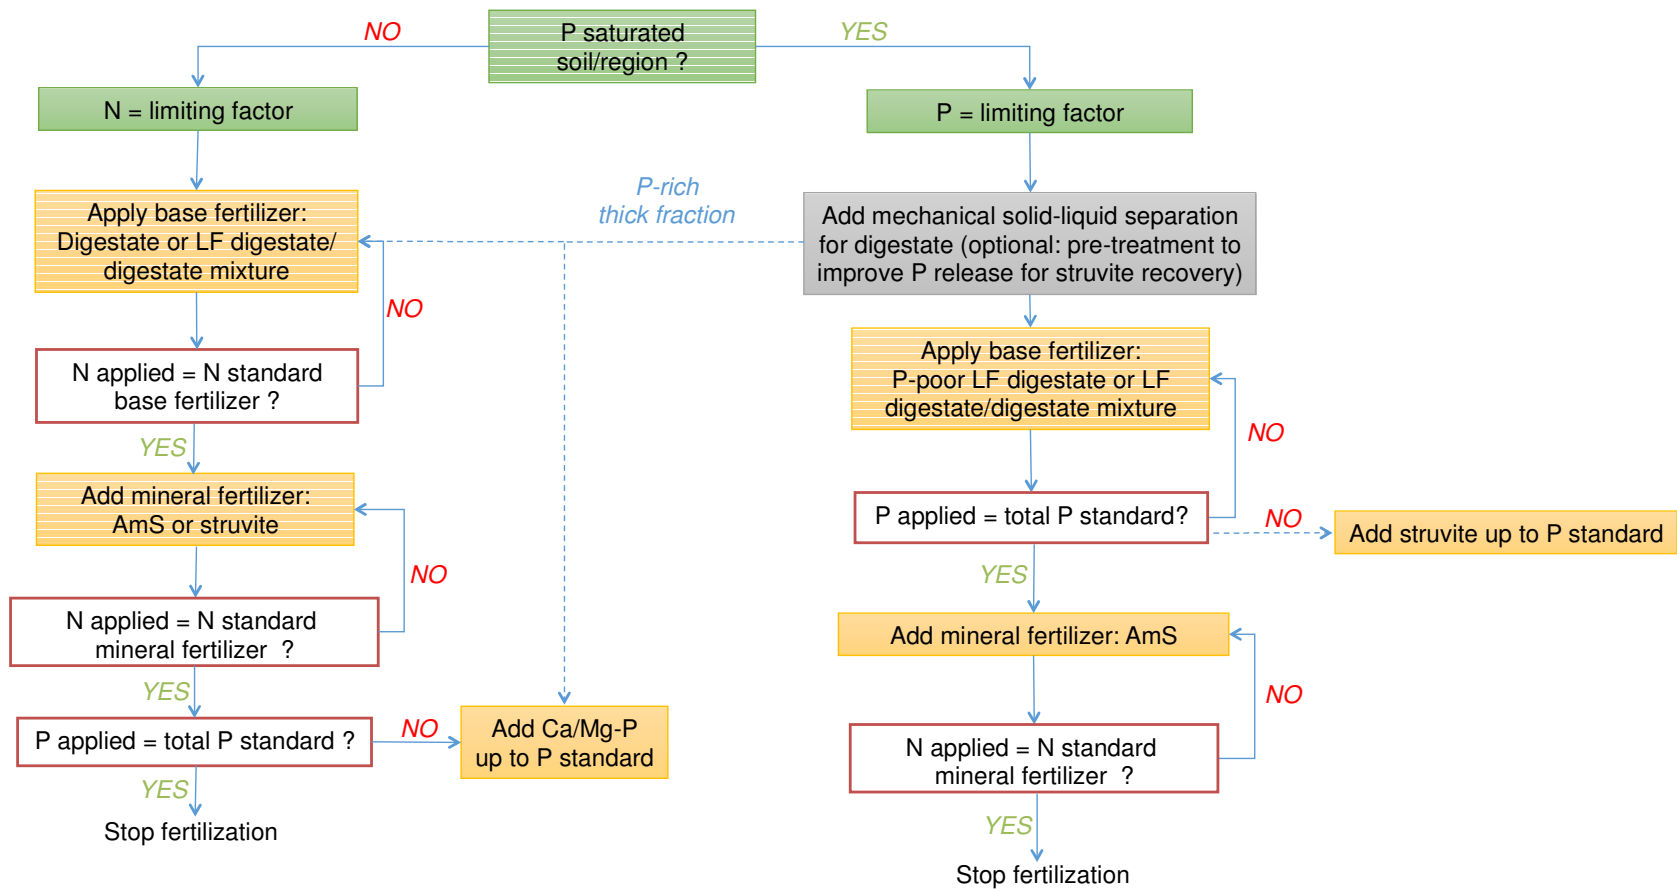 P saturated
soil/region ?
NO
YES
N = limiting factor
P = limiting factor
Apply base fertilizer:
Digestate or LF digestate/
digestate mixture
NO
N applied = N standard
base fertilizer ?
YES
Add mineral fertilizer:
AmS or struvite
NO
N applied = N standard
mineral fertilizer ?
YES
P applied = total P standard ?
NO
Add Ca/Mg-P
up to P standard
YES
Stop fertilization
P-rich
thick fraction
Add mechanical solid-liquid separation
for digestate (optional: pre-treatment to
improve P release for struvite recovery)
Apply base fertilizer:
P-poor LF digestate or LF
digestate/digestate mixture
NO
P applied = total P standard?
NO
Add struvite up to P standard
YES
Add mineral fertilizer: AmS
NO
N applied = N standard
mineral fertilizer ?
YES
Stop fertilization